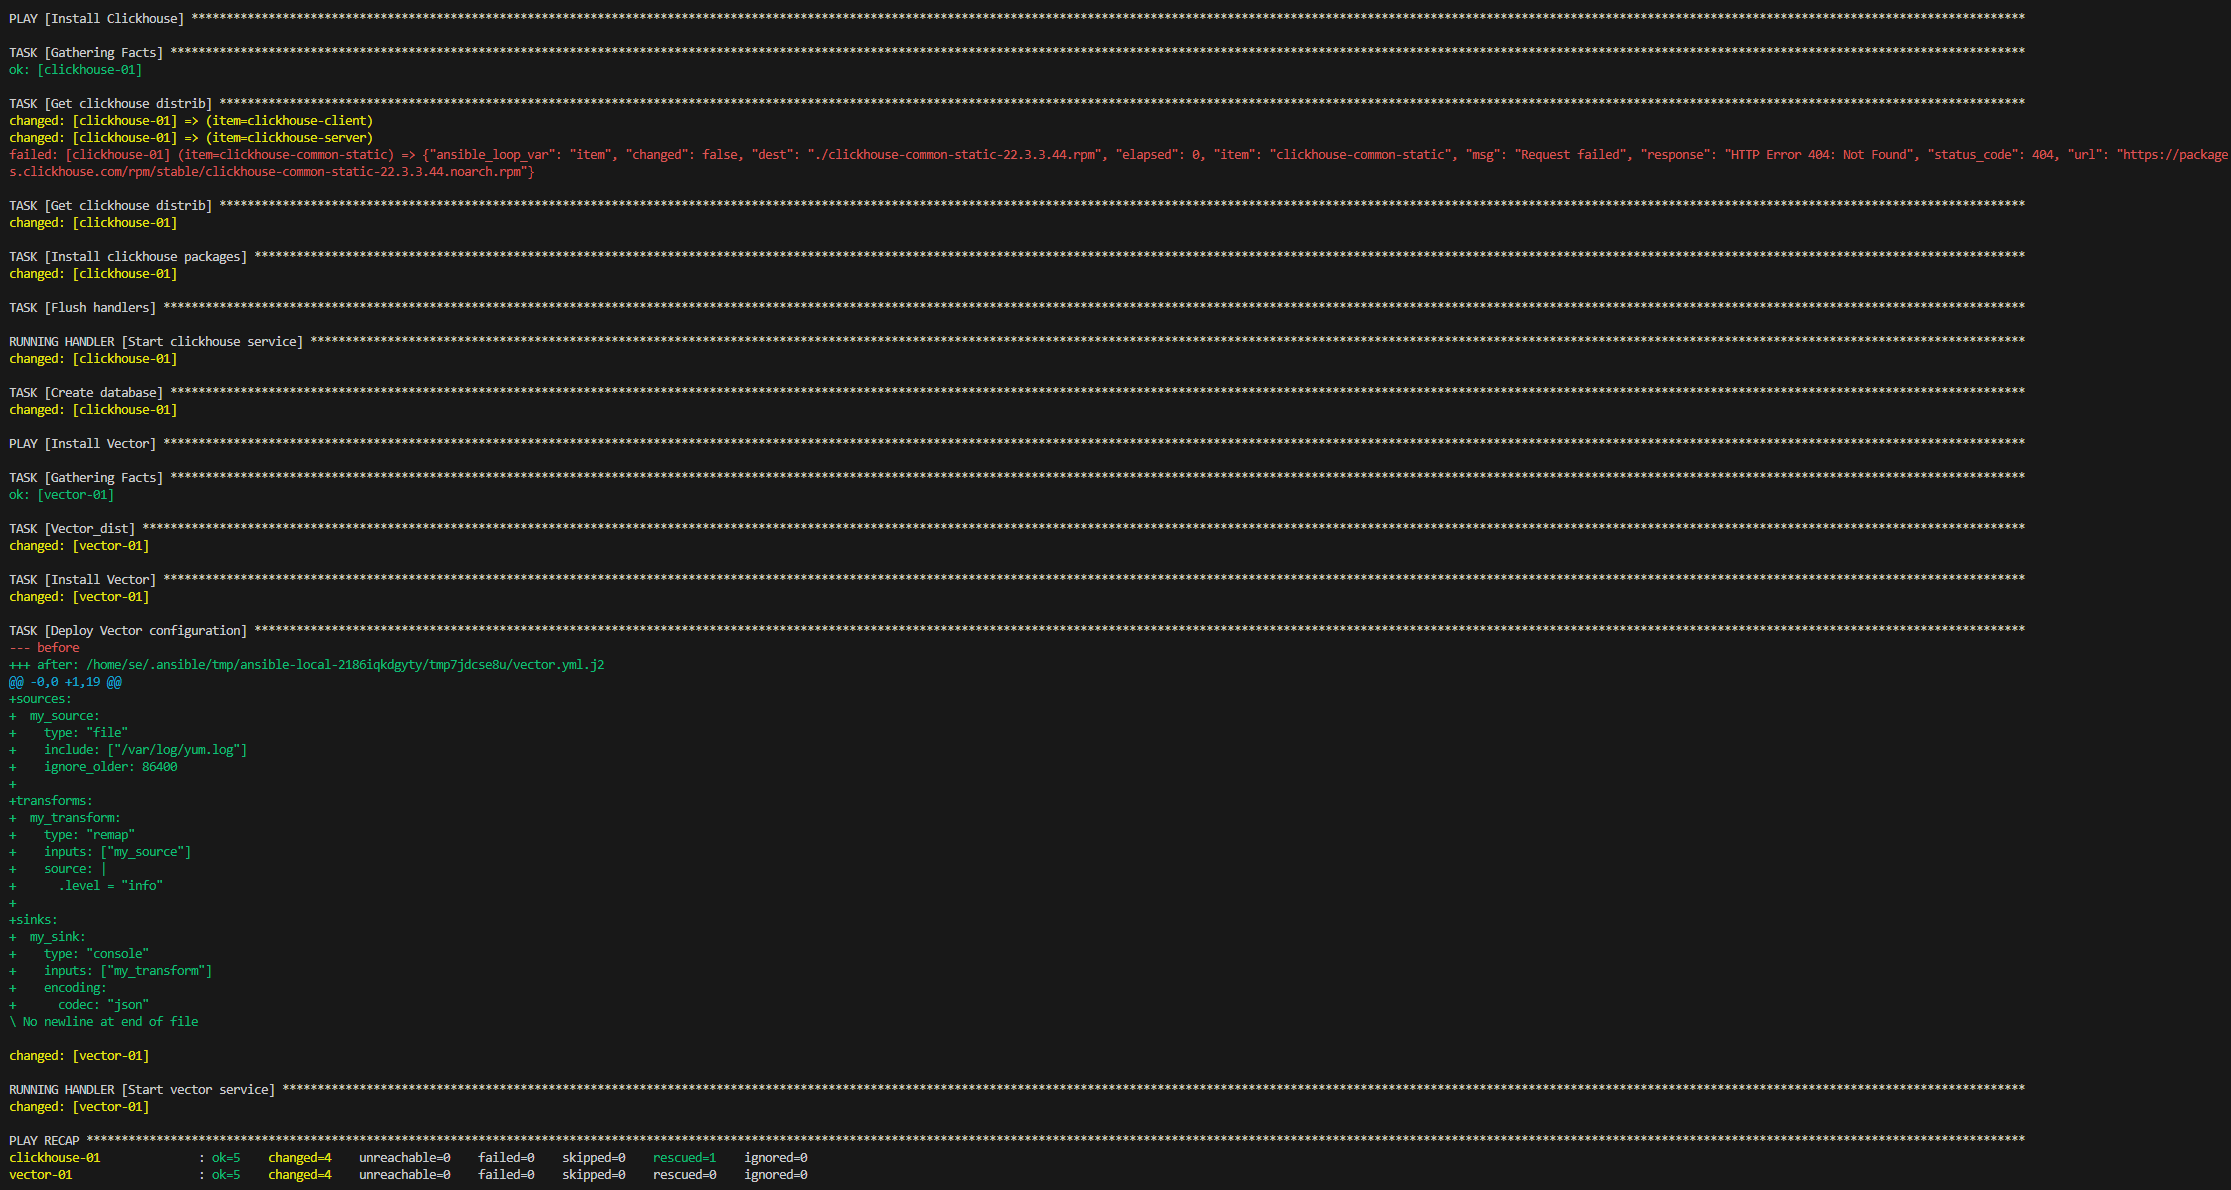 PLAY [Install Clickhouse] ******************************************************************************************************************************************************************************************************************************************************************************
TASK [Gathering Facts] *********************************************************************************************************************************************************************************************************************************************************************************
ok: [clickhouse-01]
TASK [Get clickhouse distrib] **************************************************************************************************************************************************************************************************************************************************************************
changed: [clickhouse-01] => (item=clickhouse-client)
changed: [clickhouse-01] => (item=clickhouse-server)
failed: [clickhouse-01] (item=clickhouse-common-static) => {"ansible_loop_var": "item", "changed": false, "dest": "./clickhouse-common-static-22.3.3.44.rpm", "elapsed": 0, "item": "clickhouse-common-static", "msg": "Request failed", "response": "HTTP Error 404: Not Found", "status_code": 404, "url": "https://package
s.clickhouse.com/rpm/stable/clickhouse-common-static-22.3.3.44.noarch.rpm"}
TASK [Get clickhouse distrib] **************************************************************************************************************************************************************************************************************************************************************************
changed: [clickhouse-01]
TASK [Install clickhouse packages] *********************************************************************************************************************************************************************************************************************************************************************
changed: [clickhouse-01]
TASK [Flush handlers] **********************************************************************************************************************************************************************************************************************************************************************************
RUNNING HANDLER [Start clickhouse service] *************************************************************************************************************************************************************************************************************************************************************
changed: [clickhouse-01]
TASK [Create database] *********************************************************************************************************************************************************************************************************************************************************************************
changed: [clickhouse-01]
PLAY [Install Vector] **********************************************************************************************************************************************************************************************************************************************************************************
TASK [Gathering Facts] *********************************************************************************************************************************************************************************************************************************************************************************
ok: [vector-01]
TASK [Vector_dist] *************************************************************************************************************************************************************************************************************************************************************************************
changed: [vector-01]
TASK [Install Vector] **********************************************************************************************************************************************************************************************************************************************************************************
changed: [vector-01]
TASK [Deploy Vector configuration] *********************************************************************************************************************************************************************************************************************************************************************
--- before
+++ after: /home/se/.ansible/tmp/ansible-local-2186iqkdgyty/tmp7jdcse8u/vector.yml.j2
@@ -0,0 +1,19 @@
+sources:
+  my_source:
+    type: "file"
+    include: ["/var/log/yum.log"]
+    ignore_older: 86400
+
+transforms:
+  my_transform:
+    type: "remap"
+    inputs: ["my_source"]
+    source: |
+      .level = "info"
+
+sinks:
+  my_sink:
+    type: "console"
+    inputs: ["my_transform"]
+    encoding:
+      codec: "json"
\ No newline at end of file
changed: [vector-01]
RUNNING HANDLER [Start vector service] *****************************************************************************************************************************************************************************************************************************************************************
changed: [vector-01]
PLAY RECAP *********************************************************************************************************************************************************************************************************************************************************************************************
clickhouse-01              : ok=5    changed=4    unreachable=0    failed=0    skipped=0    rescued=1    ignored=0
vector-01                  : ok=5    changed=4    unreachable=0    failed=0    skipped=0    rescued=0    ignored=0